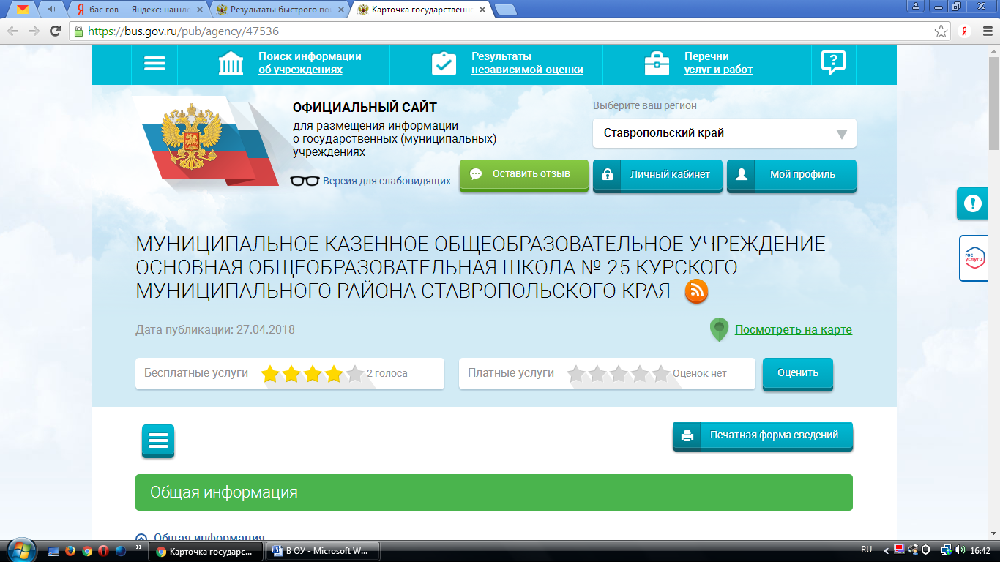 бас гов — Яндекс: нашло
Результаты быстрого по
Карточка государственн
https://bus.gov.ru/pub/agency/47536
Поиск информации
об учреждениях
Результаты
независимой оценки
Перечни
услуг и работ
ОФИЦИАЛЬНЫЙ САЙТ
для размещения информации
о государственных (муниципальных)
учреждениях
Версия для слабовидящих
Выберите ваш регион
Ставропольский край
Оставить отзыв
Личный кабинет
Мой профиль
гос
услуги
МУНИЦИПАЛЬНОЕ КАЗЕННОЕ ОБЩЕОБРАЗОВАТЕЛЬНОЕ УЧРЕЖДЕНИЕ
ОСНОВНАЯ ОБЩЕОБРАЗОВАТЕЛЬНАЯ ШКОЛА № 25 КУРСКОГО
МУНИЦИПАЛЬНОГО РАЙОНА СТАВРОПОЛЬСКОГО КРАЯ
Дата публикации: 27.04.2018
Посмотреть на карте
Бесплатные услуги 2 голоса
Платные услуги Оценок нет
Оценить
Печатная форма сведений
Общая информация
Общая информация
Карточка государс...
В ОУ - Microsoft W...
RU
16:42